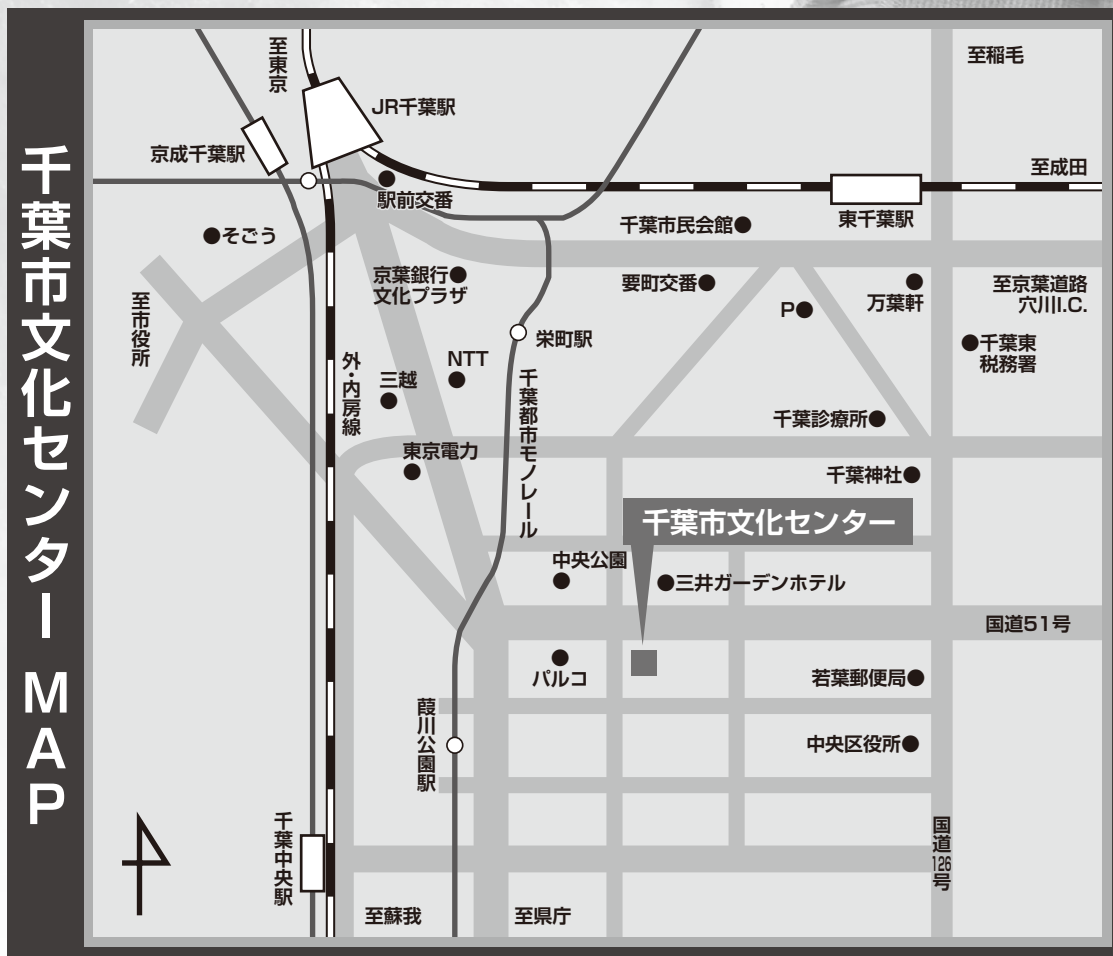 千葉市文化センター MAP
至東京
JR千葉駅
至稲毛
京成千葉駅
至成田
駅前交番
東千葉駅
千葉市民会館
そごう
京葉銀行
文化プラザ
要町交番
P
万葉軒
至京葉道路
穴川I.C.
至市役所
栄町駅
千葉東
税務署
外・内房線
NTT
三越
千葉都市モノレール
千葉診療所
東京電力
千葉神社
千葉市文化センター
中央公園
三井ガーデンホテル
国道51号
パルコ
若葉郵便局
葭川公園駅
中央区役所
千葉中央駅
国道126号
至蘇我
至県庁